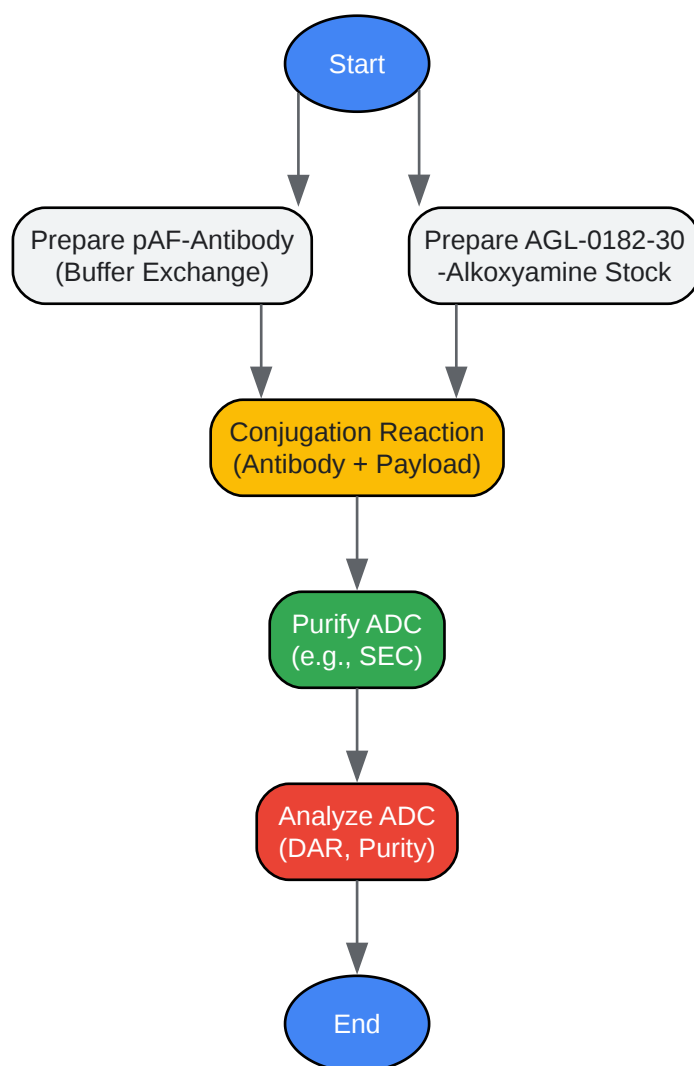 Start
Prepare pAF-Antibody
(Buffer Exchange)
Prepare AGL-0182-30
-Alkoxyamine Stock
Conjugation Reaction
(Antibody + Payload)
Purify ADC
(e.g., SEC)
Analyze ADC
(DAR, Purity)
End